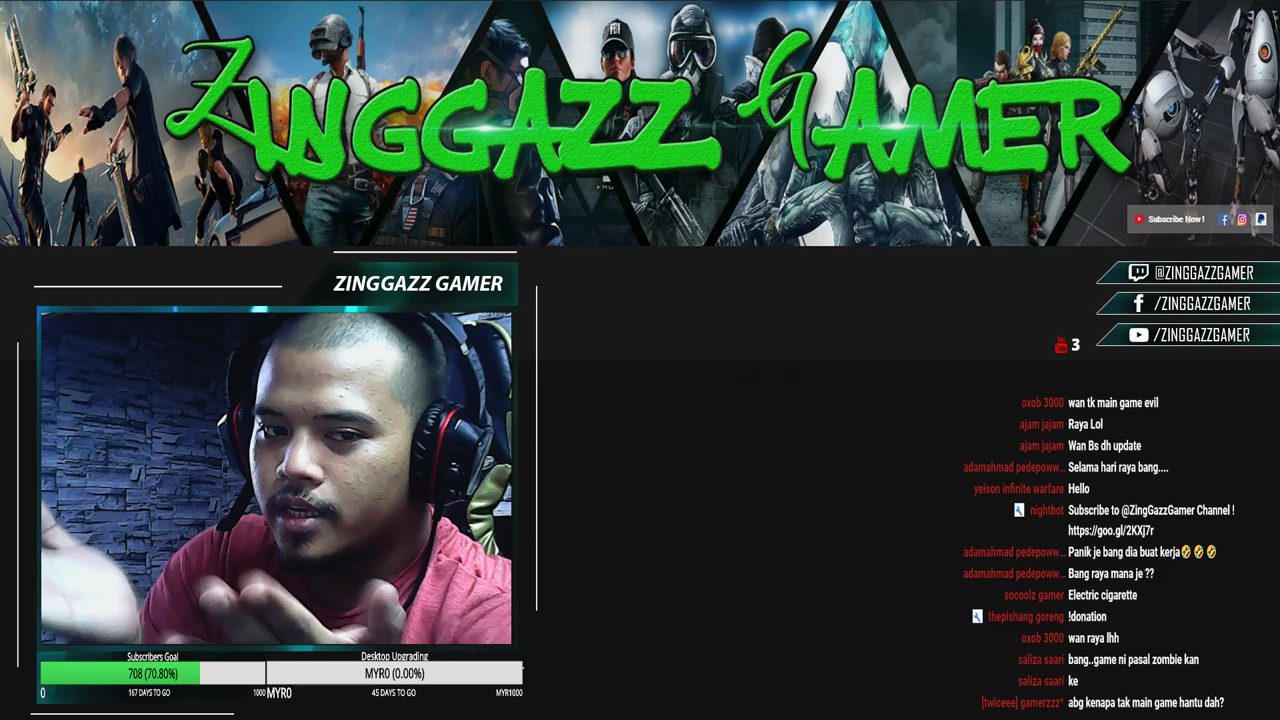 ZINGGAZZ GAMER
FBI
Subscribe Now !
ZINGGAZZ GAMER
@ZINGGAZZGAMER
/ZINGGAZZGAMER
/ZINGGAZZGAMER
3
oxob 3000 wan tk main game evil
ajam jajam Raya Lol
ajam jajam Wan Bs dh update
adamahmad pedepoww... Selama hari raya bang....
yeison infinite warfare Hello
nightbot Subscribe to @ZingGazzGamer Channel !
https://goo.gl/2KXj7r
adamahmad pedepoww... Panik je bang dia buat kerja🤣🤣🤣
adamahmad pedepoww... Bang raya mana je ??
socoolz gamer Electric cigarette
thepishang goreng !donation
oxob 3000 wan raya lhh
saliza saari bang..game ni pasal zombie kan
saliza saari ke
[twiceee] gamerzzz* abg kenapa tak main game hantu dah?
Subscribers Goal
708 (70.80%)
0 167 DAYS TO GO 1000
Desktop Upgrading
MYR0 (0.00%)
MYR0 45 DAYS TO GO MYR1000